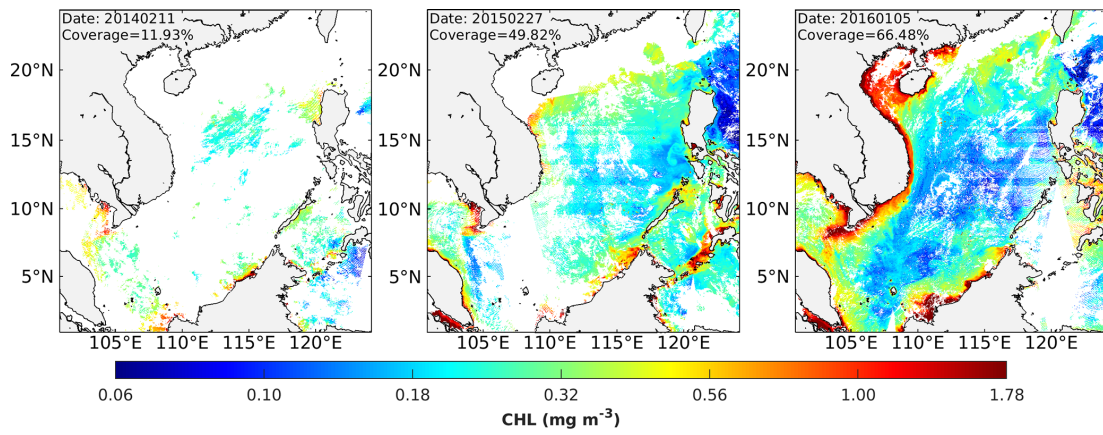 Date: 20140211
Coverage=11.93%
Date: 20150227
Coverage=49.82%
Date: 20160105
Coverage=66.48%
20°N 20°N 20°N
15°N 15°N 15°N
10°N 10°N 10°N
5°N 5°N 5°N
105°E 110°E 115°E 120°E 105°E 110°E 115°E 120°E 105°E 110°E 115°E 120°E
0.06 0.10 0.18 0.32 0.56 1.00 1.78
CHL (mg m⁻³)